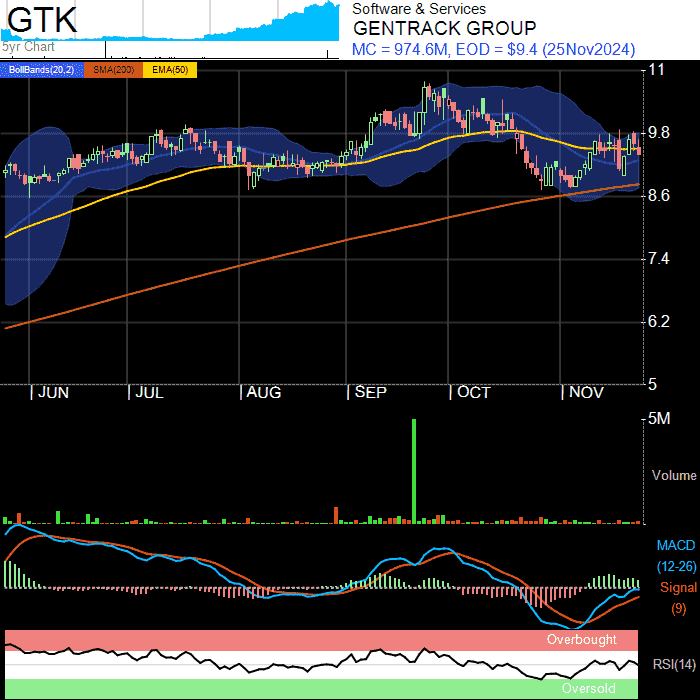 GTK
5yr Chart
Software & Services
GENTRACK GROUP
MC = 974.6M, EOD = $9.4 (25Nov2024)
BollBands(20,2) SMA(200) EMA(50)
11
9.8
8.6
7.4
6.2
5
JUN JUL AUG SEP OCT NOV
5M
Volume
MACD
(12-26)
Signal
(9)
Overbought
RSI(14)
Oversold